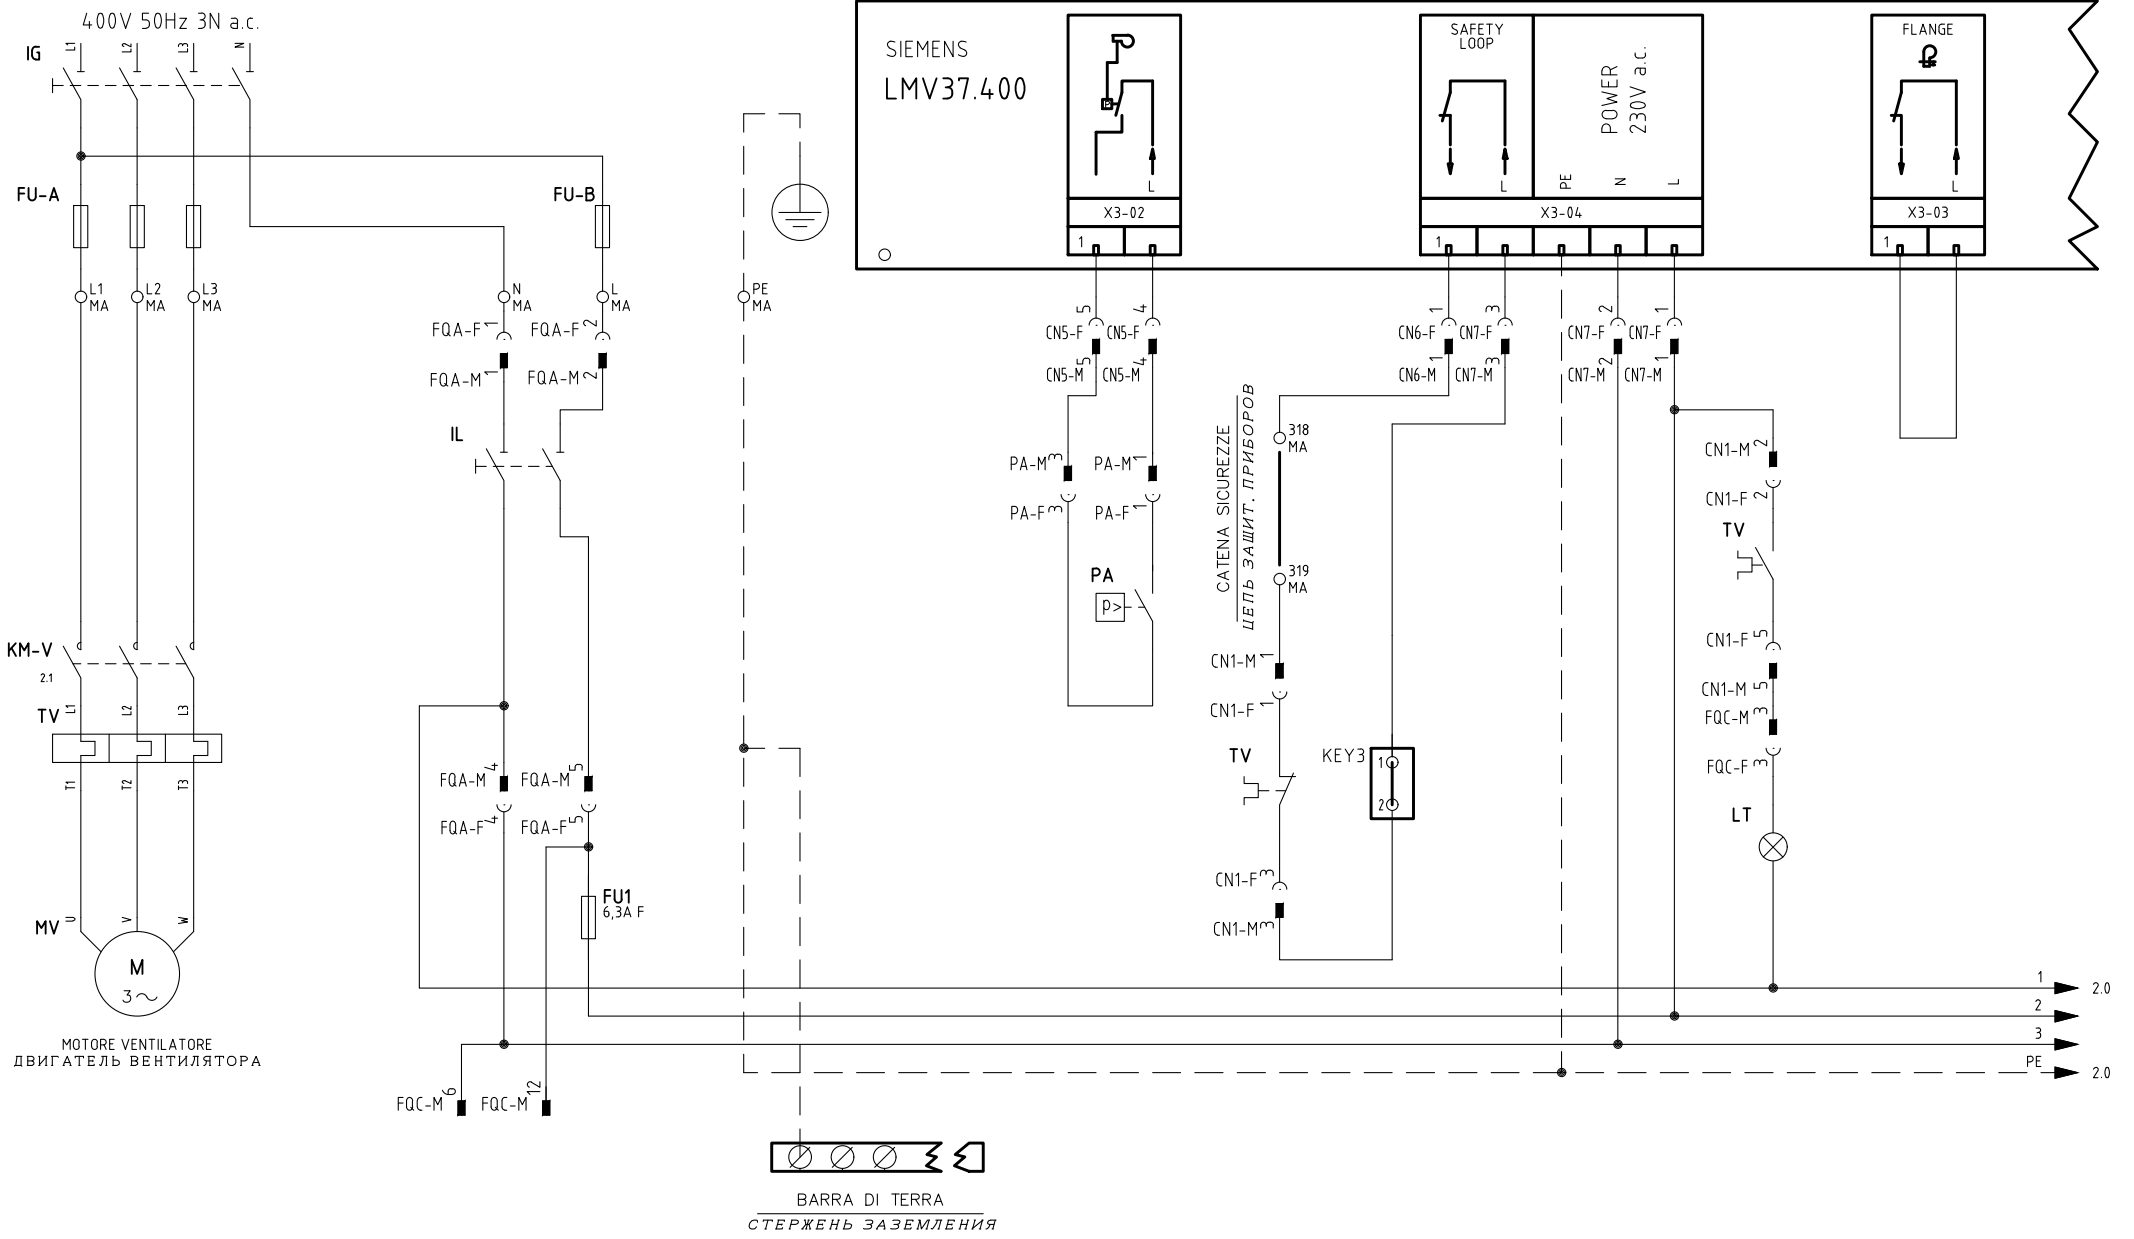 400V 50Hz 3N a.c.
IG
L1
L2
L3
N
FU-A
FU-B
L1
MA
L2
MA
L3
MA
N
MA
L
MA
PE
MA
FQA-F 1
FQA-F 2
FQA-M 1
FQA-M 2
IL
KM-V
2.1
TV
L1
L2
L3
T1
T2
T3
MV
U
V
W
M
3~
MOTORE VENTILATORE
ДВИГАТЕЛЬ ВЕНТИЛЯТОРА
FQA-M 4
FQA-M 5
FQA-F 4
FQA-F 5
FU1
6,3A F
FQC-M 6
FQC-M 12
BARRA DI TERRA
СТЕРЖЕНЬ ЗАЗЕМЛЕНИЯ
SIEMENS
LMV37.400
P
L
X3-02
1
SAFETY
LOOP
POWER
230V a.c.
L
PE
N
L
X3-04
1
FLANGE
L
X3-03
1
CN5-F 5
CN5-F 4
CN5-M 5
CN5-M 4
PA-M 3
PA-M 1
PA-F 3
PA-F 1
PA
p>
CN6-F 1
CN7-F 3
CN7-F 2
CN7-F 1
CN6-M 1
CN7-M 3
CN7-M 2
CN7-M 1
CATENA SICUREZZE
ЦЕПЬ ЗАЩИТ. ПРИБОРОВ
318
MA
319
MA
CN1-M 1
CN1-F 1
TV
KEY3
1
2
CN1-F 3
CN1-M 3
CN1-M 2
CN1-F 2
TV
CN1-F 5
CN1-M 5
FQC-M 3
FQC-F 3
LT
1
2.0
2
3
PE
2.0